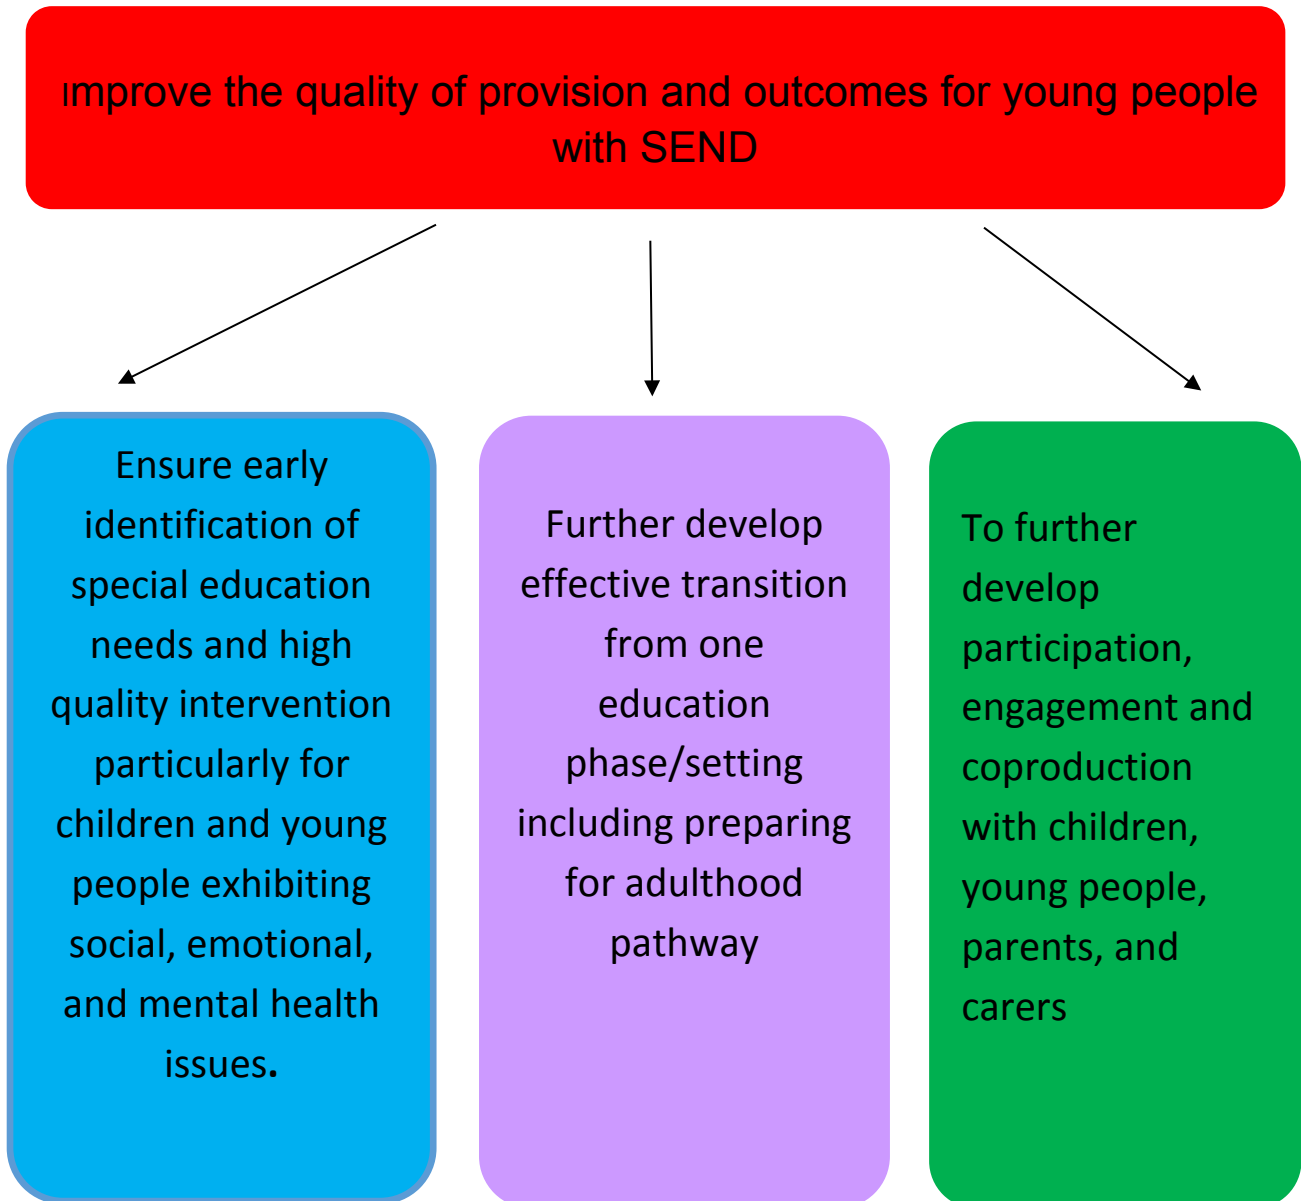 Improve the quality of provision and outcomes for young people
with SEND
Ensure early
identification of
special education
needs and high
quality intervention
particularly for
children and young
people exhibiting
social, emotional,
and mental health
issues.
Further develop
effective transition
from one
education
phase/setting
including preparing
for adulthood
pathway
To further
develop
participation,
engagement and
coproduction
with children,
young people,
parents, and
carers